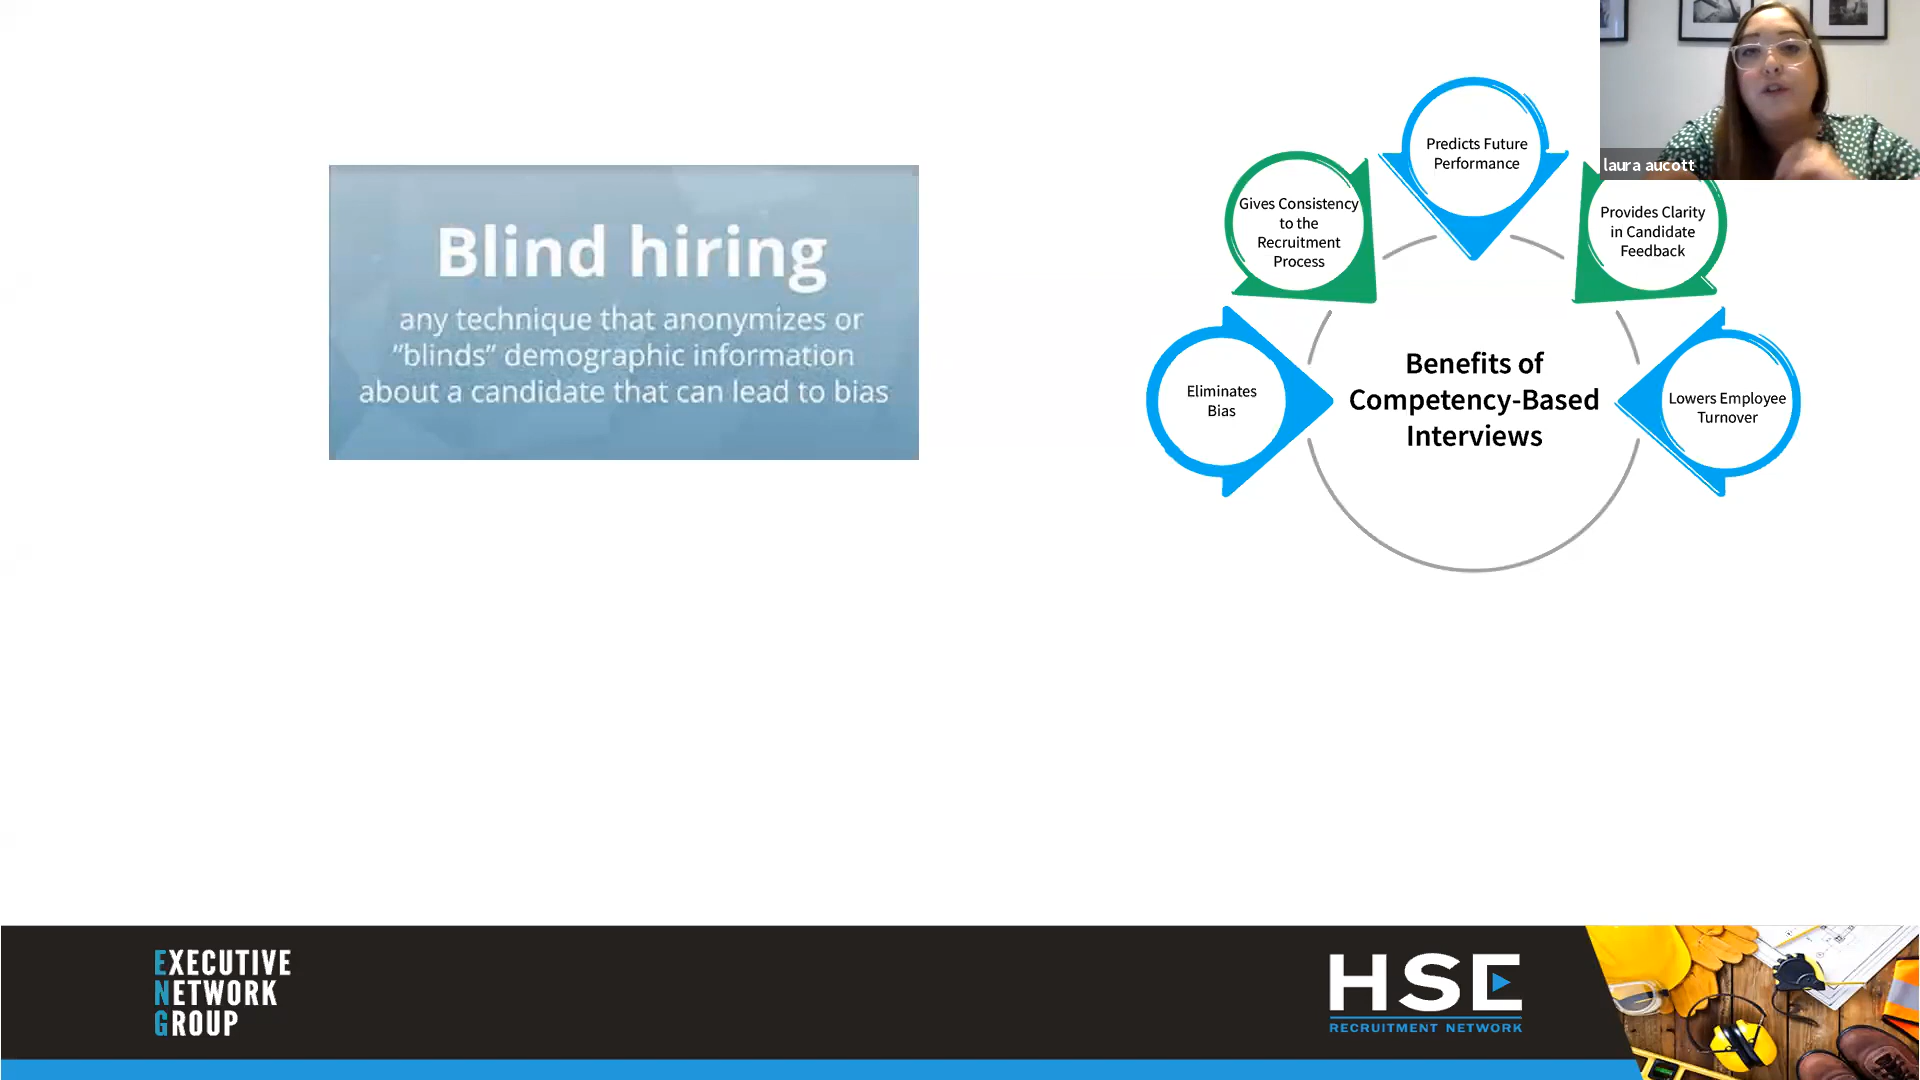 Blind hiring
any technique that anonymizes or
"blinds" demographic information
about a candidate that can lead to bias
Predicts Future
Performance
Gives Consistency
to the
Recruitment
Process
Provides Clarity
in Candidate
Feedback
Eliminates
Bias
Lowers Employee
Turnover
Benefits of
Competency-Based
Interviews
laura aucott
EXECUTIVE
NETWORK
GROUP
HSE
RECRUITMENT NETWORK